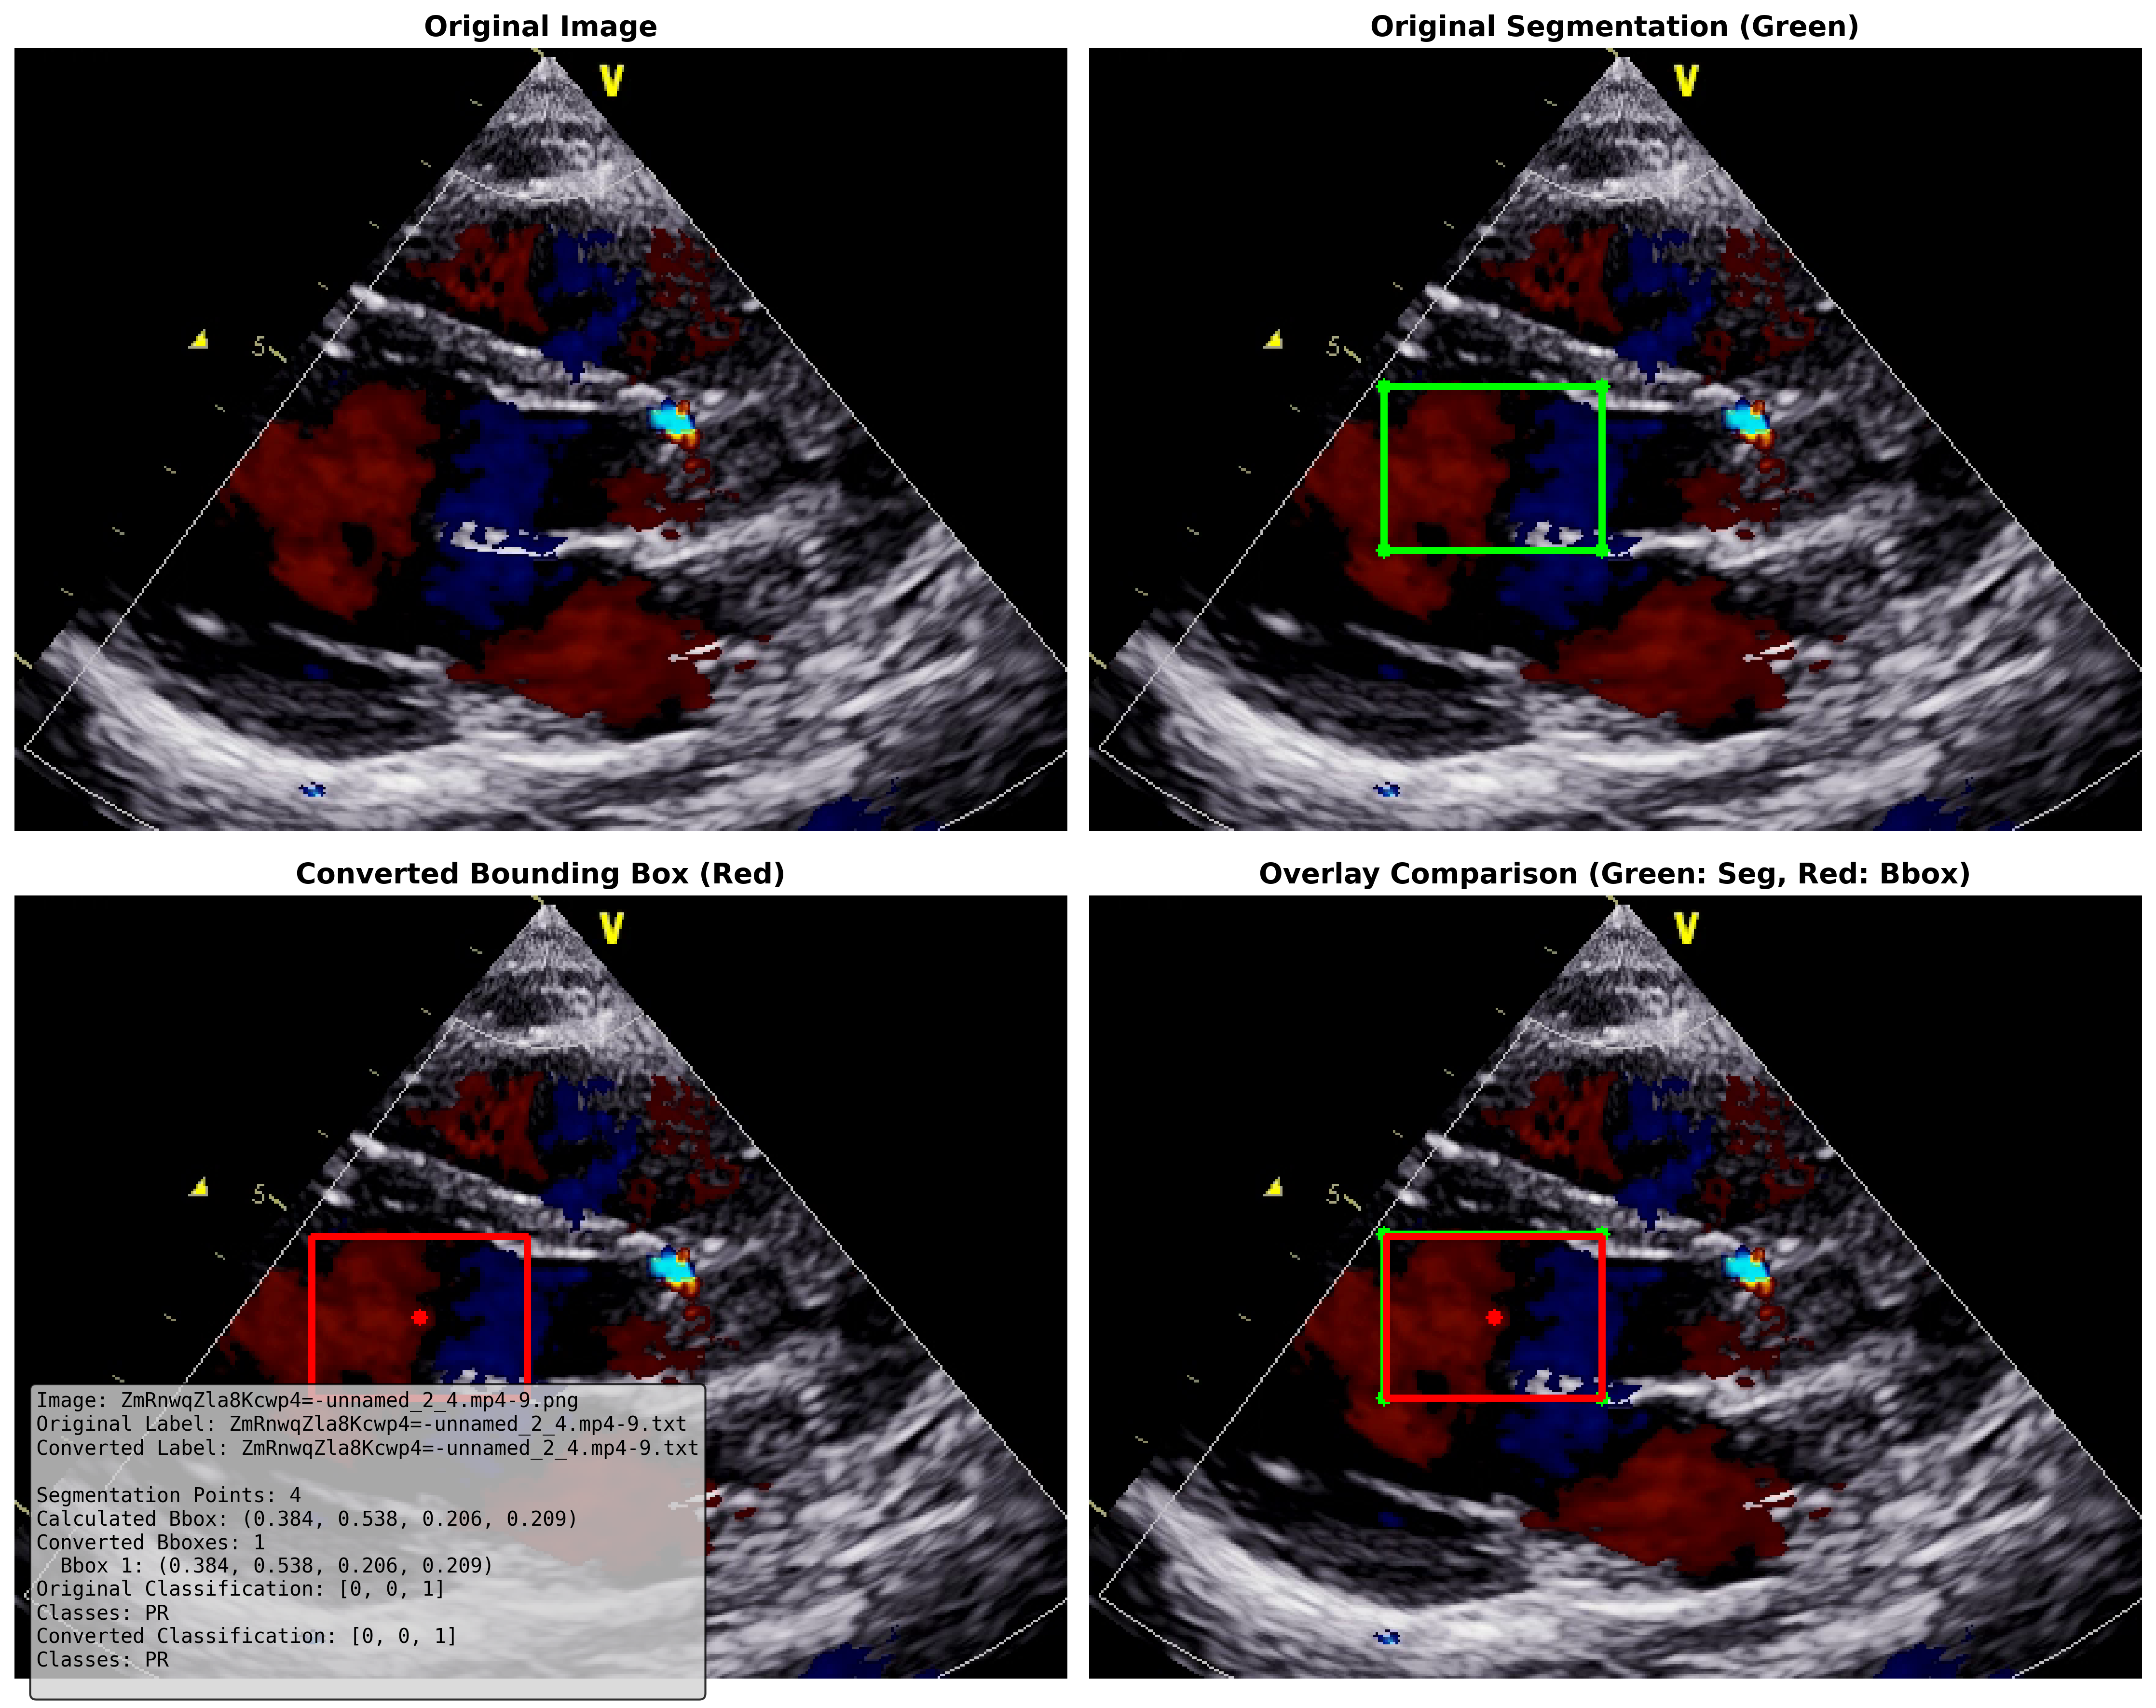 Original Image
Original Segmentation (Green)
V
5
V
5
Converted Bounding Box (Red)
Overlay Comparison (Green: Seg, Red: Bbox)
V
5
V
5
Image: ZmRnwqZla8Kcwp4=-unnamed_2_4.mp4-9.png
Original Label: ZmRnwqZla8Kcwp4=-unnamed_2_4.mp4-9.txt
Converted Label: ZmRnwqZla8Kcwp4=-unnamed_2_4.mp4-9.txt
Segmentation Points: 4
Calculated Bbox: (0.384, 0.538, 0.206, 0.209)
Converted Bboxes: 1
Bbox 1: (0.384, 0.538, 0.206, 0.209)
Original Classification: [0, 0, 1]
Classes: PR
Converted Classification: [0, 0, 1]
Classes: PR